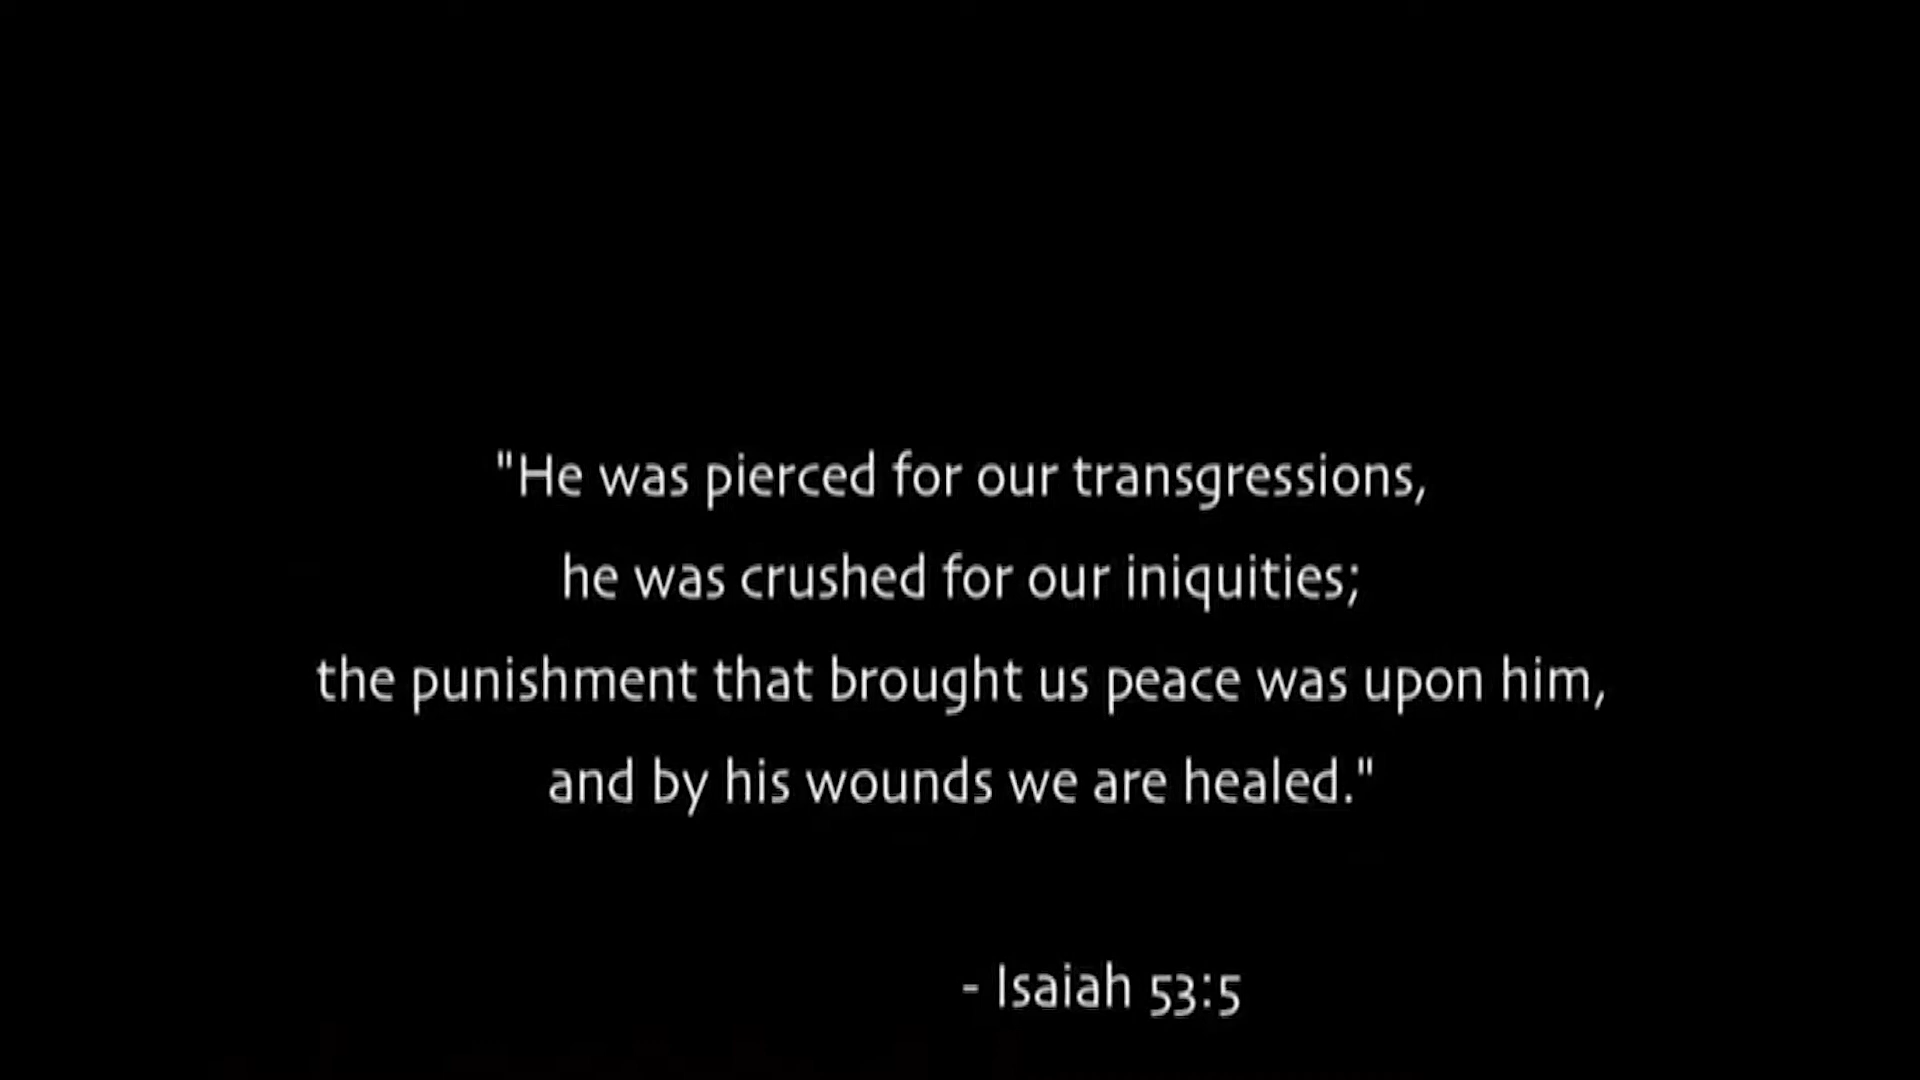 "He was pierced for our transgressions,
he was crushed for our iniquities;
the punishment that brought us peace was upon him,
and by his wounds we are healed."
- Isaiah 53:5